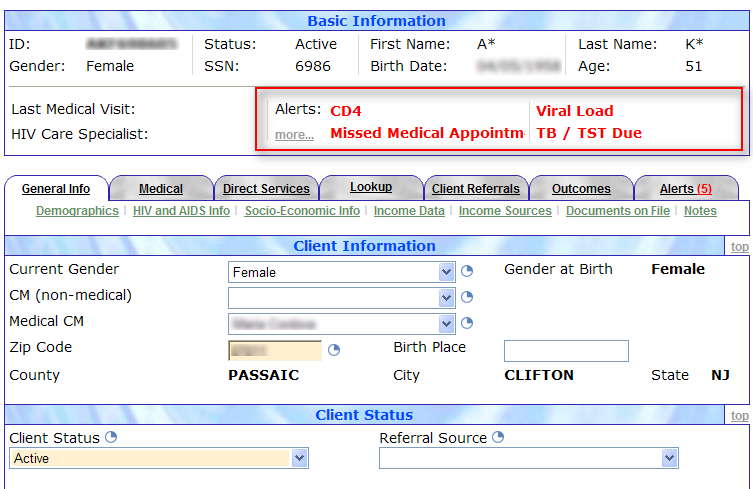 Basic Information
ID: Status: Active First Name: A* Last Name: K*
Gender: Female SSN: 6986 Birth Date: Age: 51
Last Medical Visit: Alerts: CD4 Viral Load
HIV Care Specialist: more... Missed Medical Appointm TB / TST Due
General Info Medical Direct Services Lookup Client Referrals Outcomes Alerts (5)
Demographics HIV and AIDS Info Socio-Economic Info Income Data Income Sources Documents on File Notes
Client Information top
Current Gender Female Gender at Birth Female
CM (non-medical)
Medical CM
Zip Code Birth Place
County PASSAIC City CLIFTON State NJ
Client Status top
Client Status Referral Source
Active